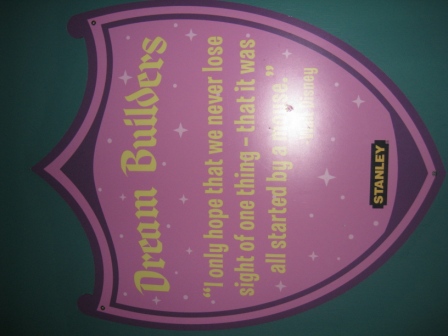 Dream Builders
“I only hope that we never lose
sight of one thing – that it was
all started by a mouse.”
Disney
STANLEY